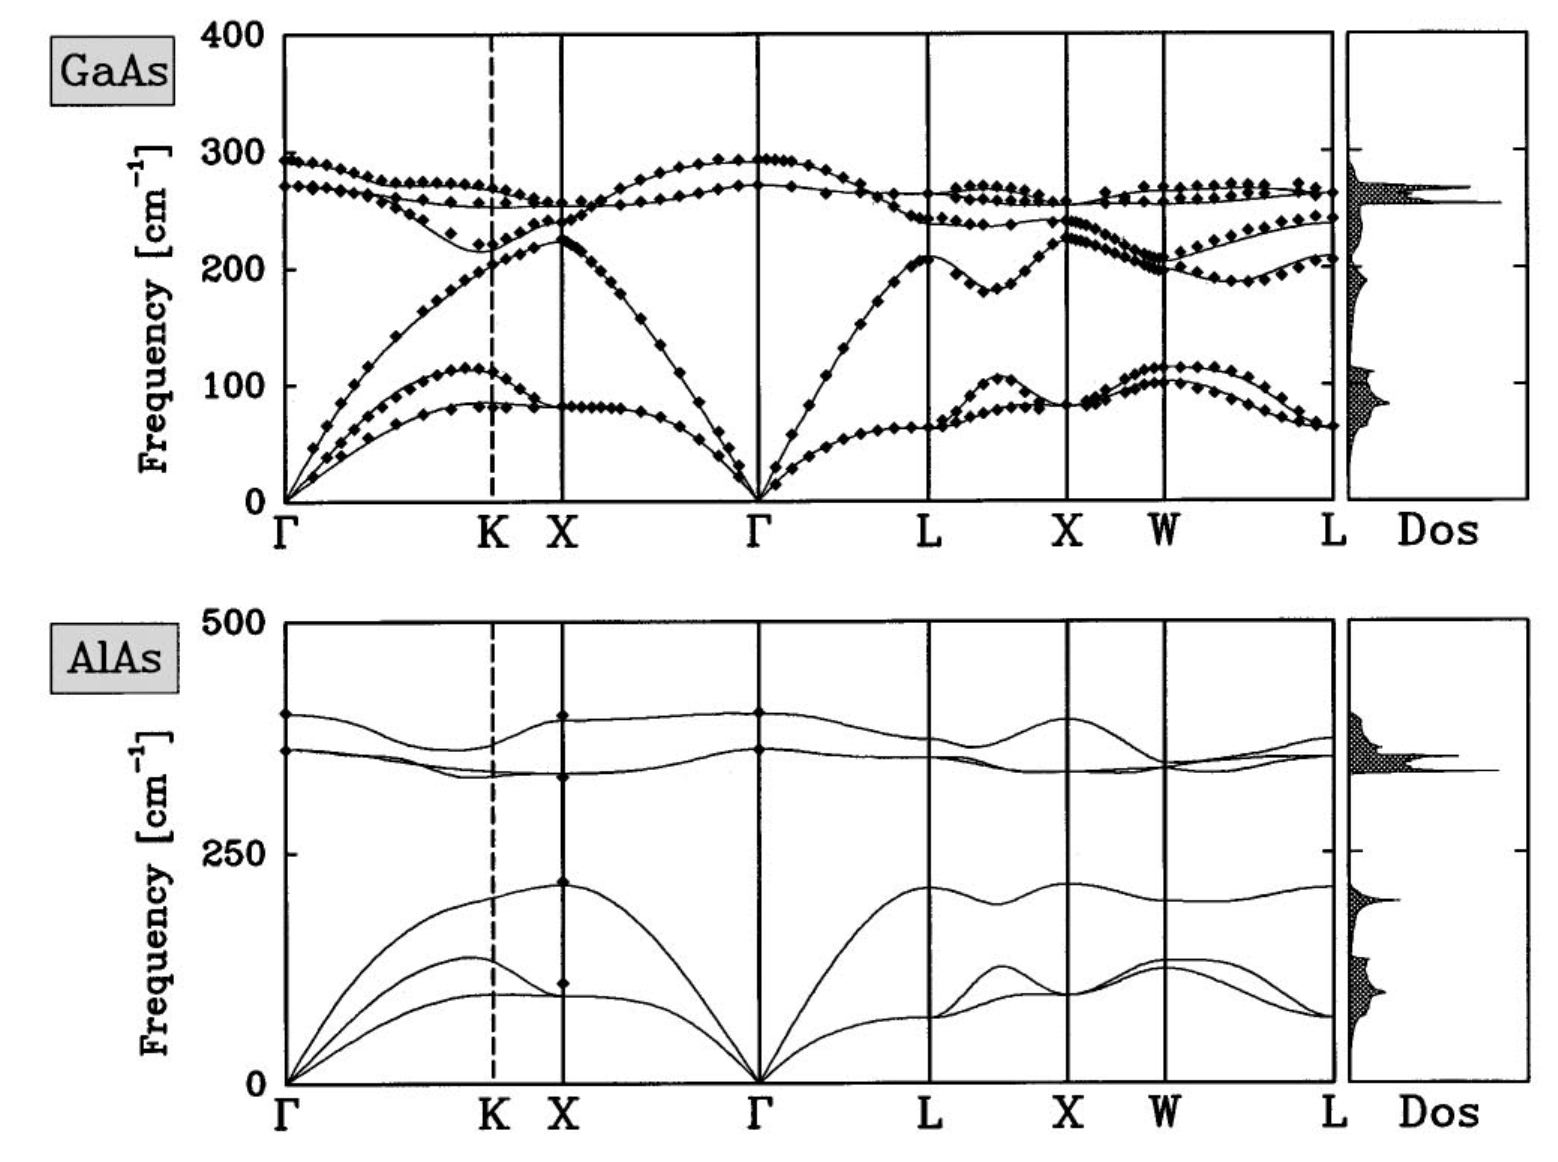 GaAs
Frequency [cm⁻¹]
400
300
200
100
0
Γ K X Γ L X W L Dos
AlAs
Frequency [cm⁻¹]
500
250
0
Γ K X Γ L X W L Dos